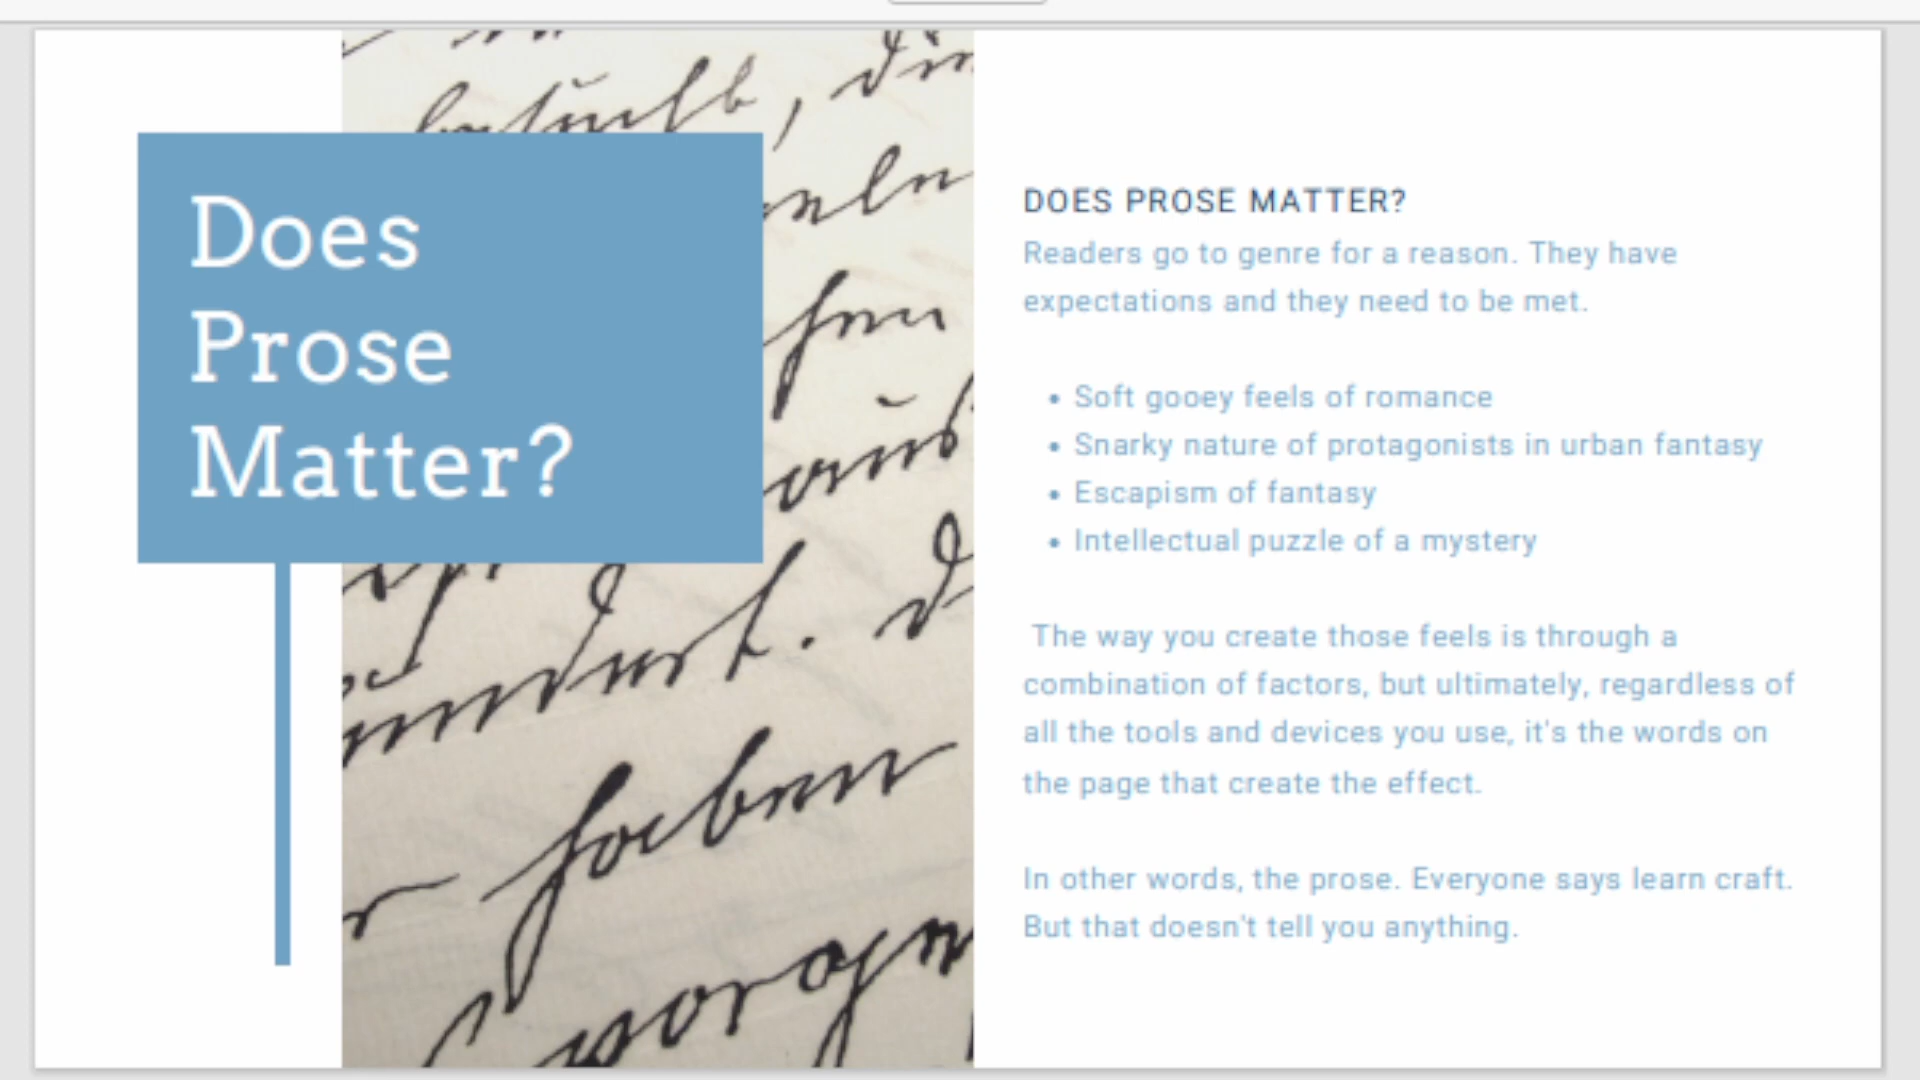 Does
Prose
Matter?
DOES PROSE MATTER?
Readers go to genre for a reason. They have
expectations and they need to be met.
• Soft gooey feels of romance
• Snarky nature of protagonists in urban fantasy
• Escapism of fantasy
• Intellectual puzzle of a mystery
The way you create those feels is through a
combination of factors, but ultimately, regardless of
all the tools and devices you use, it's the words on
the page that create the effect.
In other words, the prose. Everyone says learn craft.
But that doesn't tell you anything.